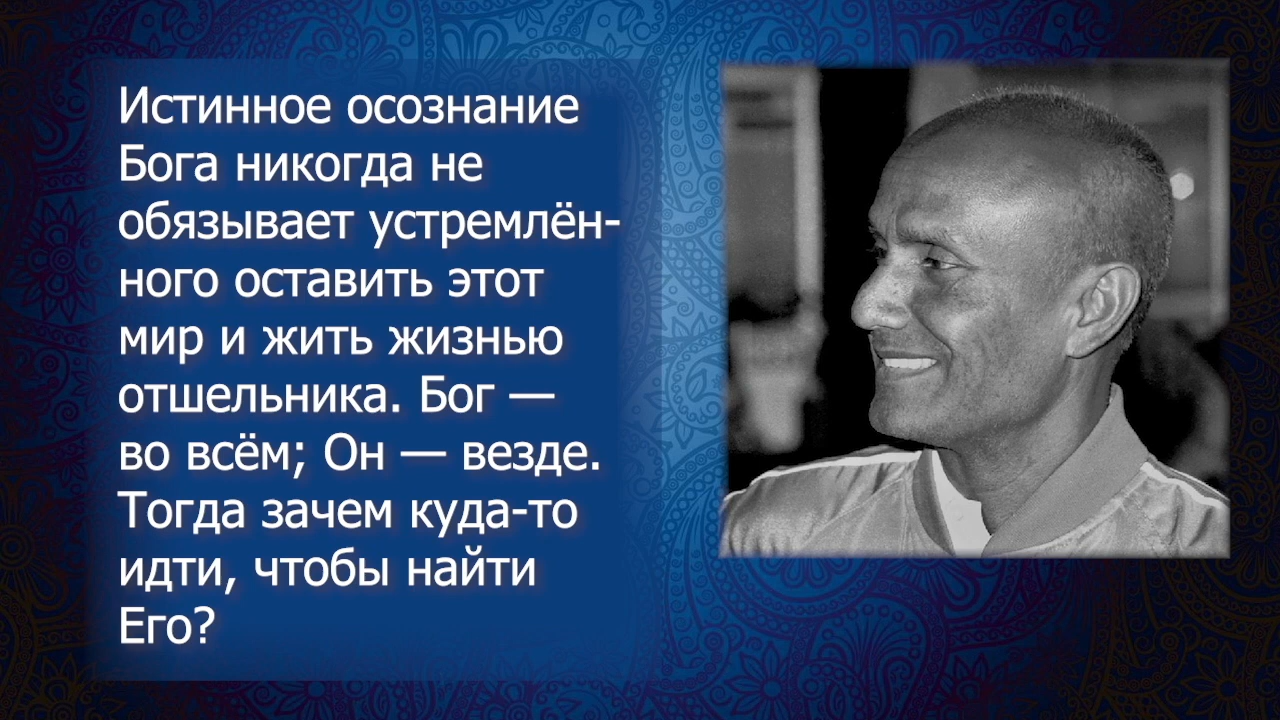 Истинное осознание
Бога никогда не
обязывает устремлён-
ного оставить этот
мир и жить жизнью
отшельника. Бог —
во всём; Он — везде.
Тогда зачем куда-то
идти, чтобы найти
Его?